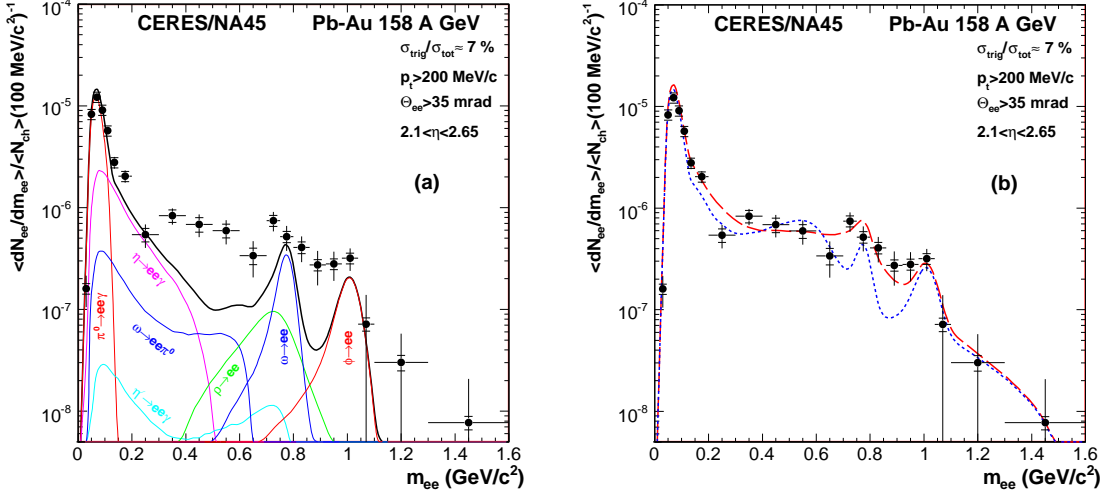 CERES/NA45 Pb-Au 158 A GeV
σtrig/σtot ≈ 7 %
pt>200 MeV/c
Θee>35 mrad
2.1<η<2.65
(a)
<dNee/dmee>/<Nch>(100 MeV/c²)⁻¹
10⁻⁵
10⁻⁶
10⁻⁷
10⁻⁸
π⁰→eeγ
η→eeγ
ω→eeπ⁰
η′→eeγ
ρ→ee
ω→ee
ϕ→ee
0 0.2 0.4 0.6 0.8 1 1.2 1.4 1.6
mee (GeV/c²)
CERES/NA45 Pb-Au 158 A GeV
σtrig/σtot ≈ 7 %
pt>200 MeV/c
Θee>35 mrad
2.1<η<2.65
(b)
<dNee/dmee>/<Nch>(100 MeV/c²)⁻¹
10⁻⁵
10⁻⁶
10⁻⁷
10⁻⁸
0 0.2 0.4 0.6 0.8 1 1.2 1.4 1.6
mee (GeV/c²)